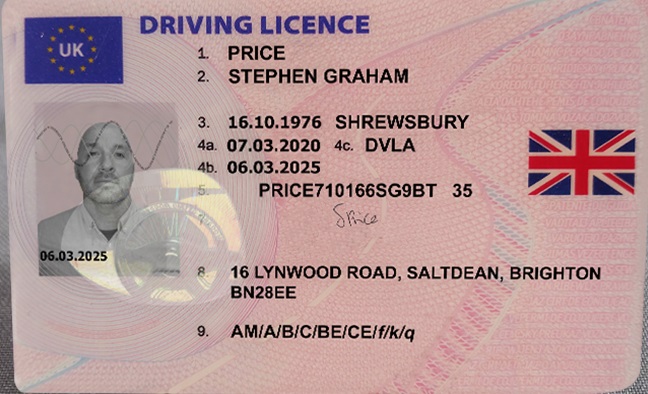 UK
DRIVING LICENCE
1. PRICE
2. STEPHEN GRAHAM
3. 16.10.1976 SHREWSBURY
4a. 07.03.2020 4c. DVLA
4b. 06.03.2025
5. PRICE710166SG9BT 35
SPrice
06.03.2025
8 16 LYNWOOD ROAD, SALTDEAN, BRIGHTON
BN28EE
9. AM/A/B/C/BE/CE/f/k/q